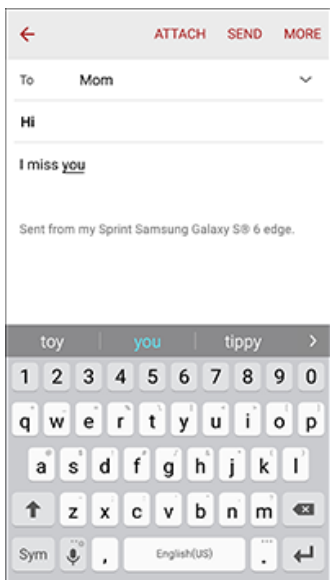 ATTACH SEND MORE
To Mom
Hi
I miss you
Sent from my Sprint Samsung Galaxy S® 6 edge.
toy you tippy
1 2 3 4 5 6 7 8 9 0
q w e r t y u i o p
a s d f g h j k l
z x c v b n m
Sym , English(US) .